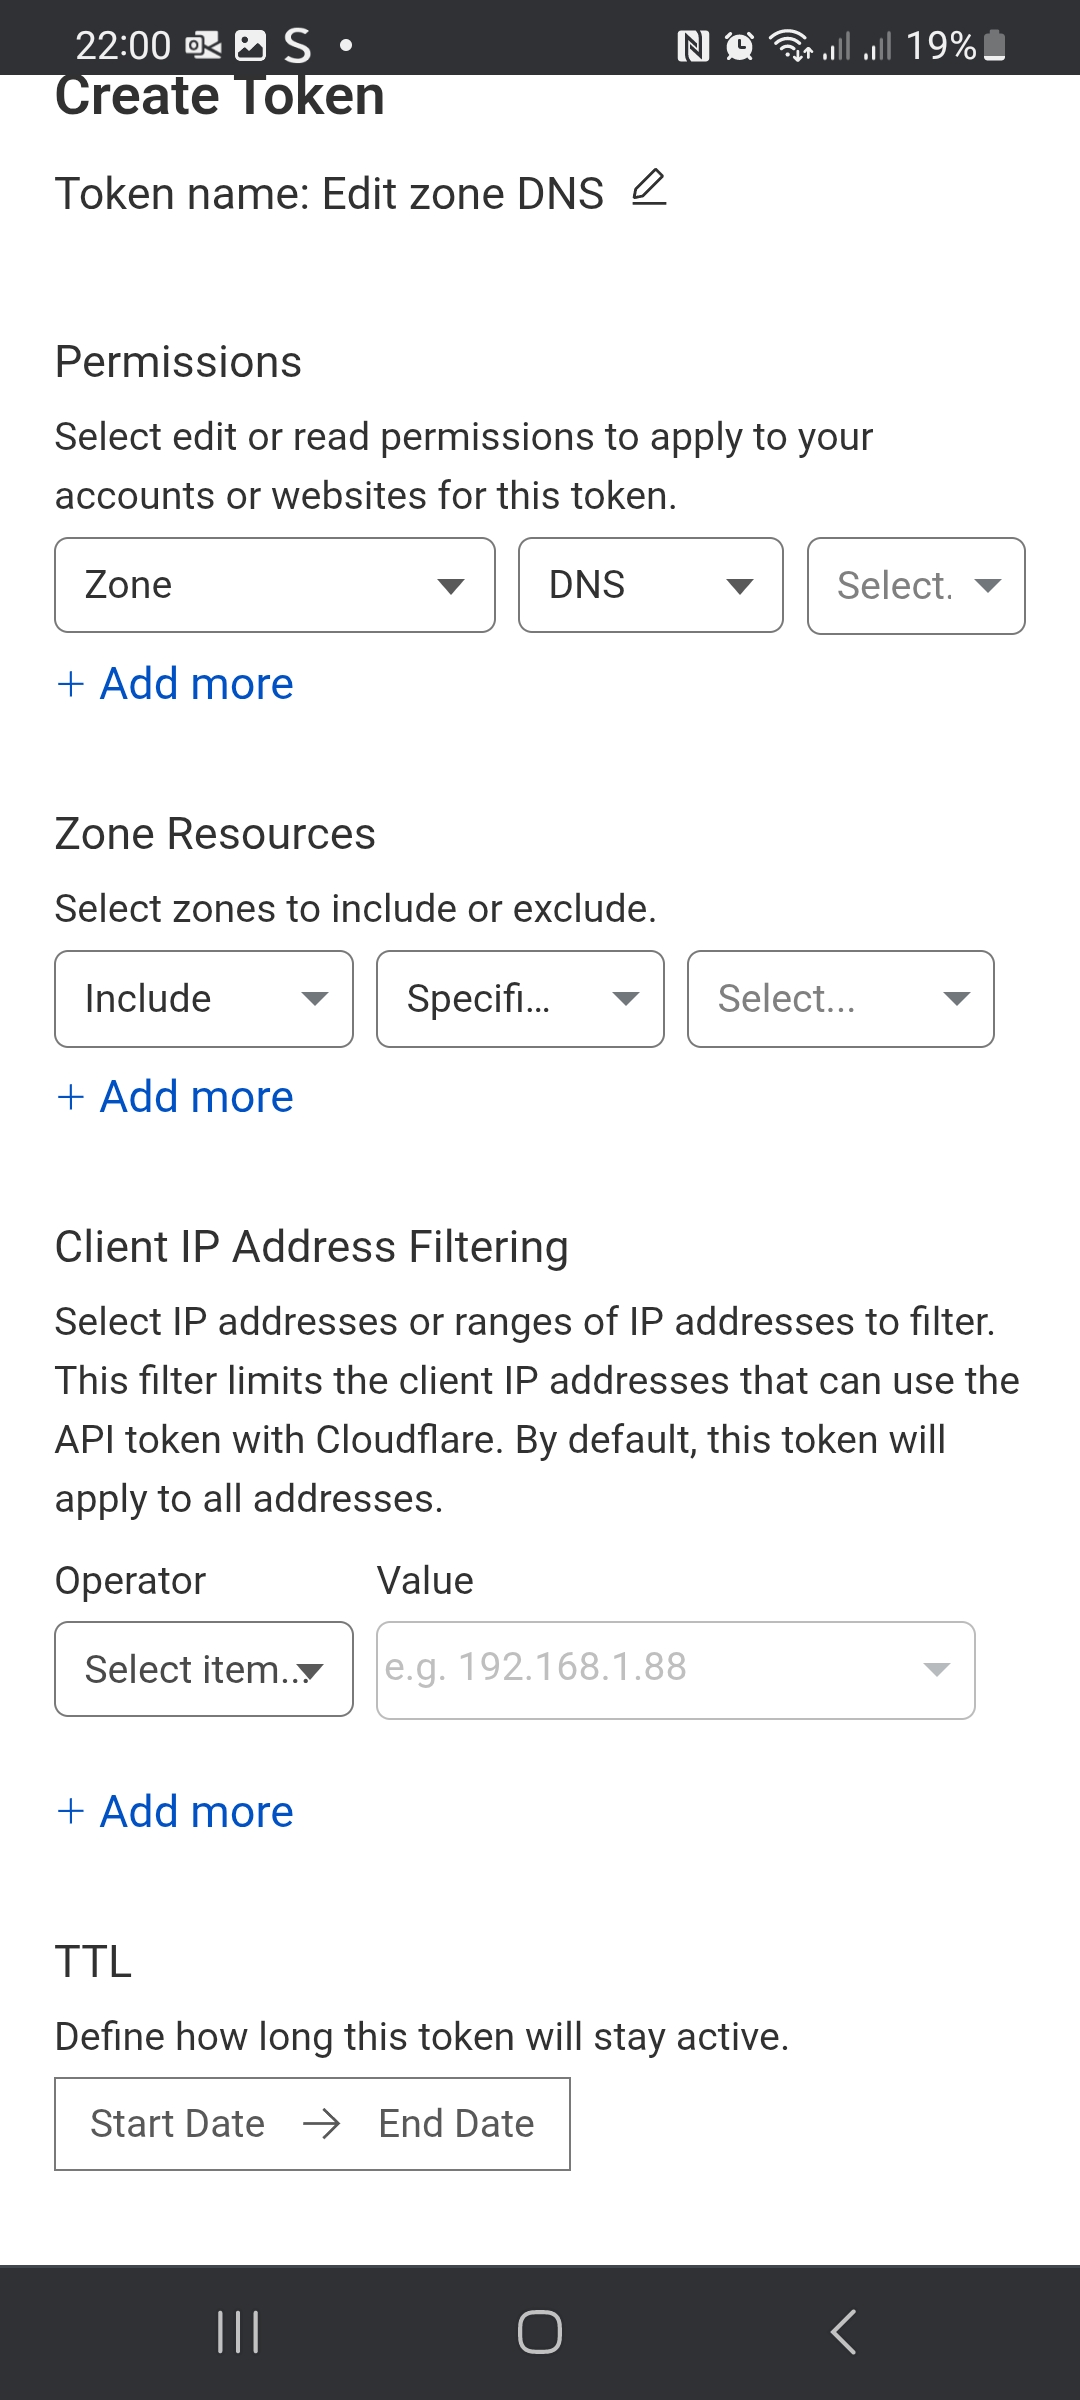 22:00 19%
Create Token
Token name: Edit zone DNS
Permissions
Select edit or read permissions to apply to your
accounts or websites for this token.
Zone DNS Select.
+ Add more
Zone Resources
Select zones to include or exclude.
Include Specifi... Select...
+ Add more
Client IP Address Filtering
Select IP addresses or ranges of IP addresses to filter.
This filter limits the client IP addresses that can use the
API token with Cloudflare. By default, this token will
apply to all addresses.
Operator Value
Select item... e.g. 192.168.1.88
+ Add more
TTL
Define how long this token will stay active.
Start Date → End Date